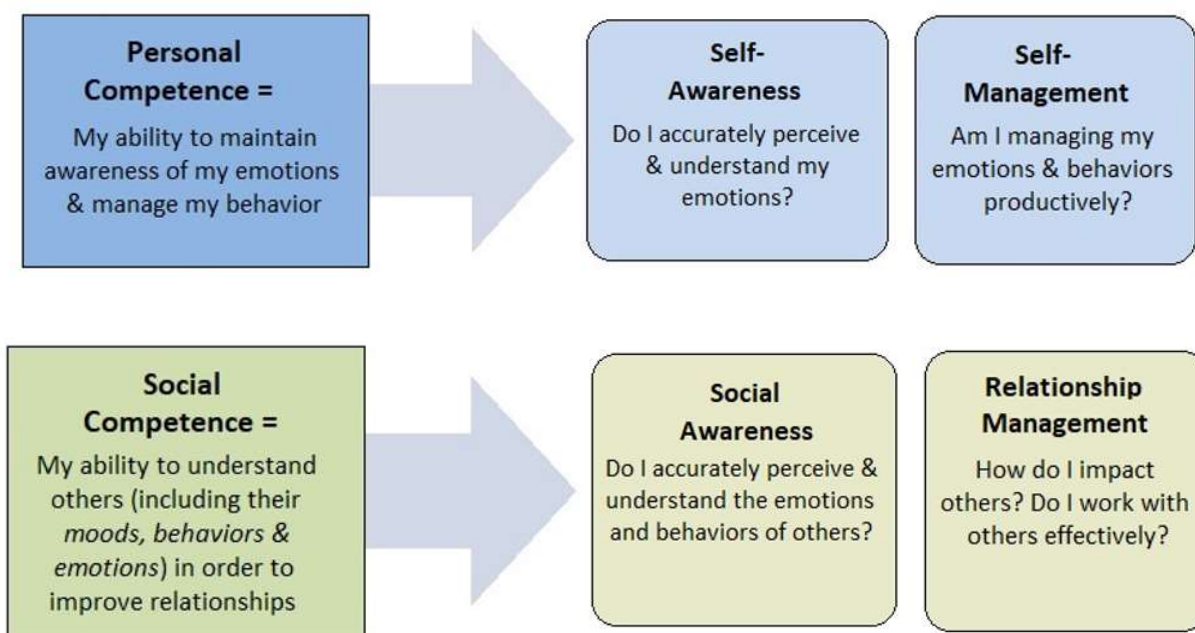 Personal
Competence =
My ability to maintain
awareness of my emotions
& manage my behavior
Self-
Awareness
Do I accurately perceive
& understand my
emotions?
Self-
Management
Am I managing my
emotions & behaviors
productively?
Social
Competence =
My ability to understand
others (including their
moods, behaviors &
emotions) in order to
improve relationships
Social
Awareness
Do I accurately perceive &
understand the emotions
and behaviors of others?
Relationship
Management
How do I impact
others? Do I work with
others effectively?